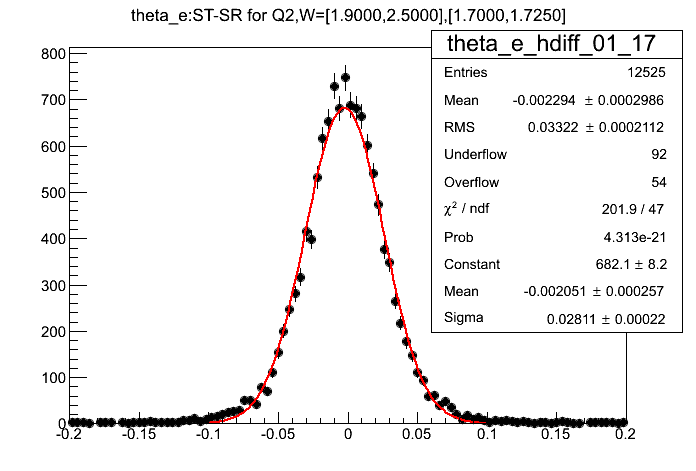 theta_e:ST-SR for Q2,W=[1.9000,2.5000],[1.7000,1.7250]
theta_e_hdiff_01_17
Entries 12525
Mean -0.002294 ± 0.0002986
RMS 0.03322 ± 0.0002112
Underflow 92
Overflow 54
χ² / ndf 201.9 / 47
Prob 4.313e-21
Constant 682.1 ± 8.2
Mean -0.002051 ± 0.000257
Sigma 0.02811 ± 0.00022
800
700
600
500
400
300
200
100
0
-0.2 -0.15 -0.1 -0.05 0 0.05 0.1 0.15 0.2